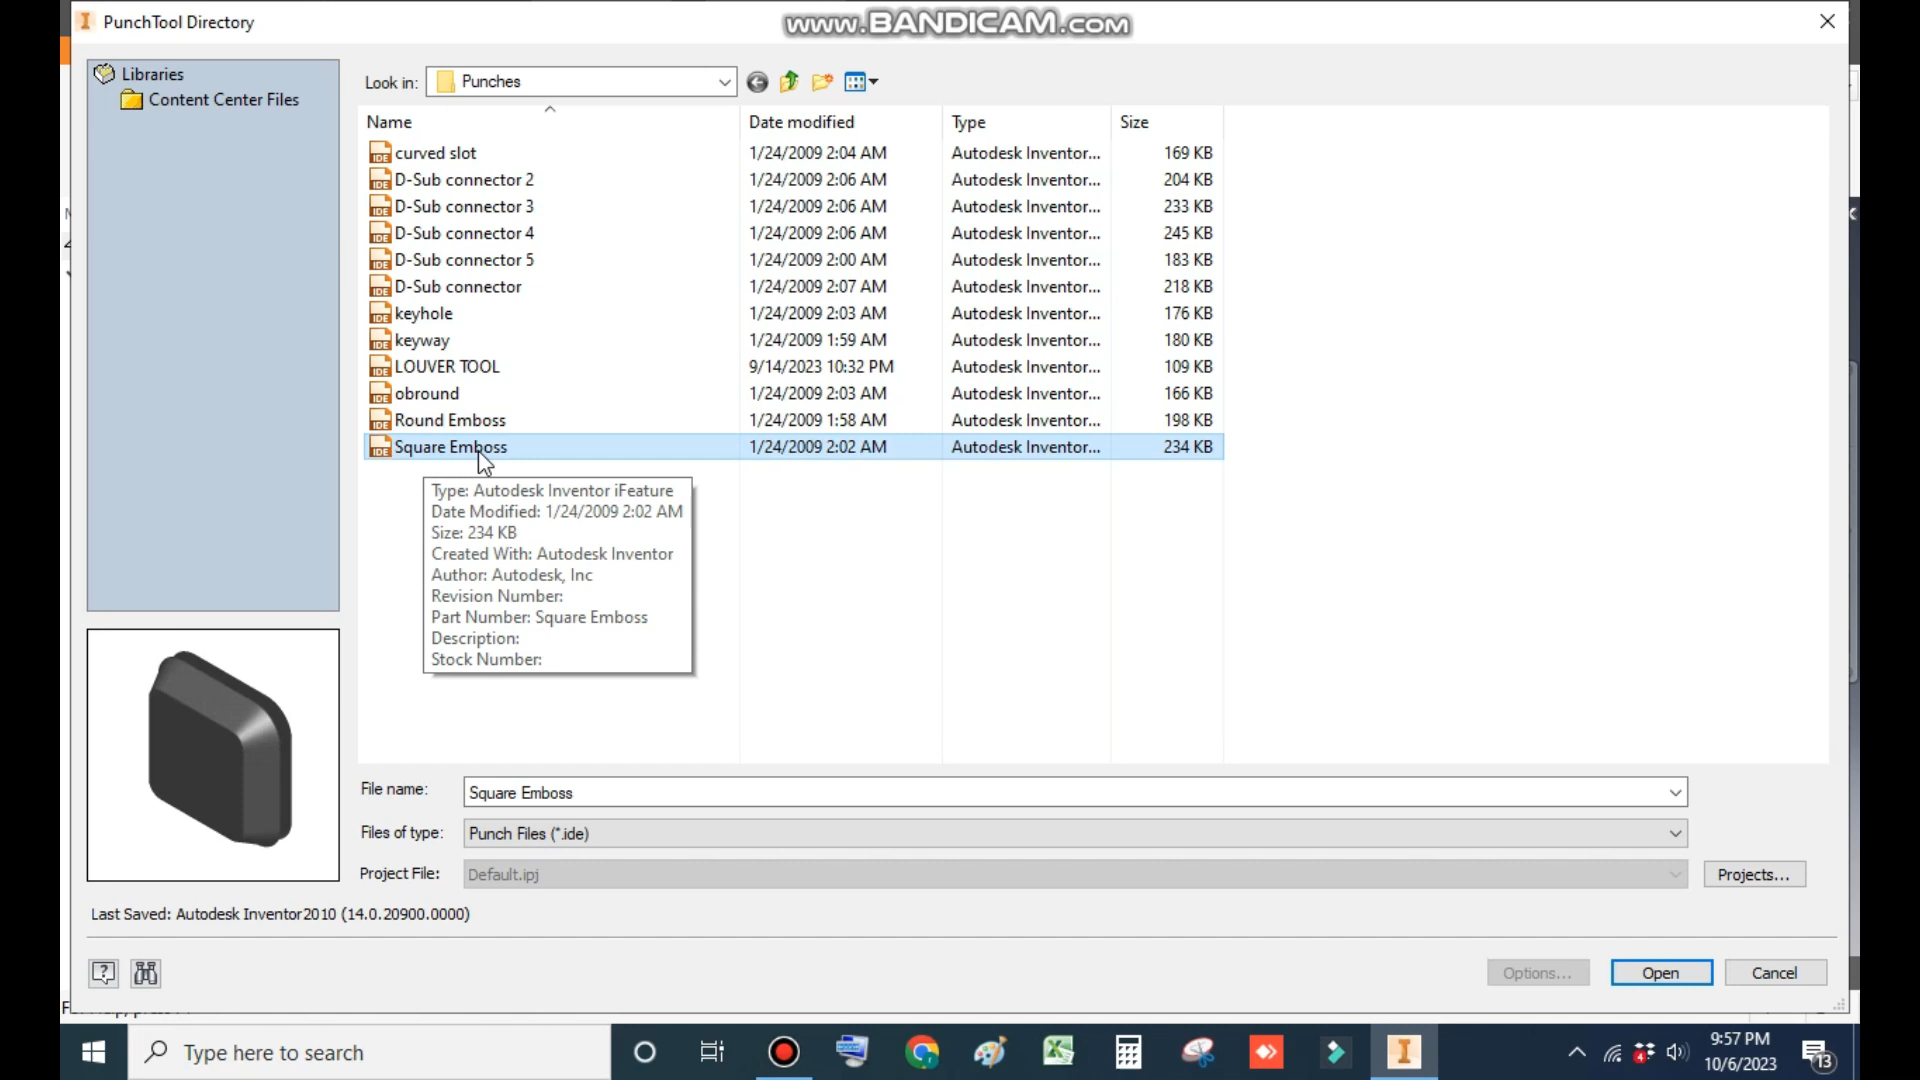 PunchTool Directory
www.BANDICAM.com
Libraries
Content Center Files
Look in: Punches
Name Date modified Type Size
curved slot 1/24/2009 2:04 AM Autodesk Inventor... 169 KB
D-Sub connector 2 1/24/2009 2:06 AM Autodesk Inventor... 204 KB
D-Sub connector 3 1/24/2009 2:06 AM Autodesk Inventor... 233 KB
D-Sub connector 4 1/24/2009 2:06 AM Autodesk Inventor... 245 KB
D-Sub connector 5 1/24/2009 2:00 AM Autodesk Inventor... 183 KB
D-Sub connector 1/24/2009 2:07 AM Autodesk Inventor... 218 KB
keyhole 1/24/2009 2:03 AM Autodesk Inventor... 176 KB
keyway 1/24/2009 1:59 AM Autodesk Inventor... 180 KB
LOUVER TOOL 9/14/2023 10:32 PM Autodesk Inventor... 109 KB
obround 1/24/2009 2:03 AM Autodesk Inventor... 166 KB
Round Emboss 1/24/2009 1:58 AM Autodesk Inventor... 198 KB
Square Emboss 1/24/2009 2:02 AM Autodesk Inventor... 234 KB
Type: Autodesk Inventor iFeature
Date Modified: 1/24/2009 2:02 AM
Size: 234 KB
Created With: Autodesk Inventor
Author: Autodesk, Inc
Revision Number:
Part Number: Square Emboss
Description:
Stock Number:
File name: Square Emboss
Files of type: Punch Files (*.ide)
Project File: Default.ipj Projects...
Last Saved: Autodesk Inventor 2010 (14.0.20900.0000)
Options... Open Cancel
Type here to search
9:57 PM
10/6/2023
13